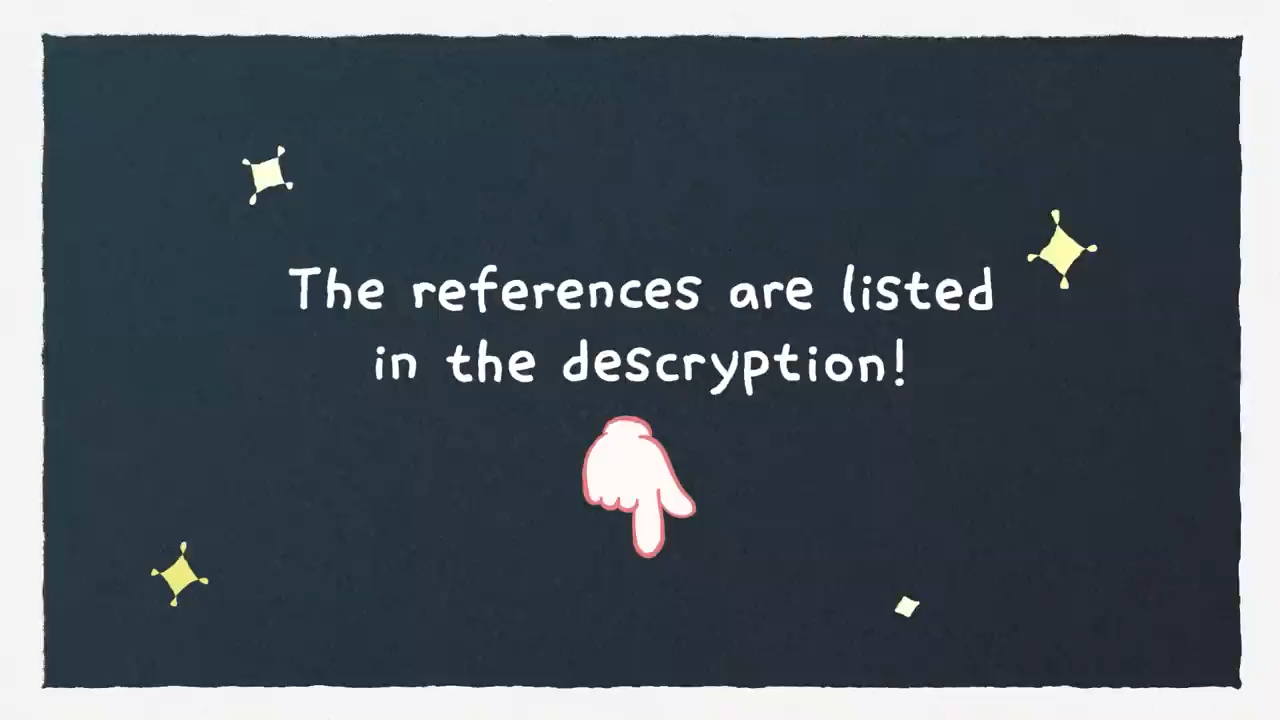 The references are listed
in the descryption!